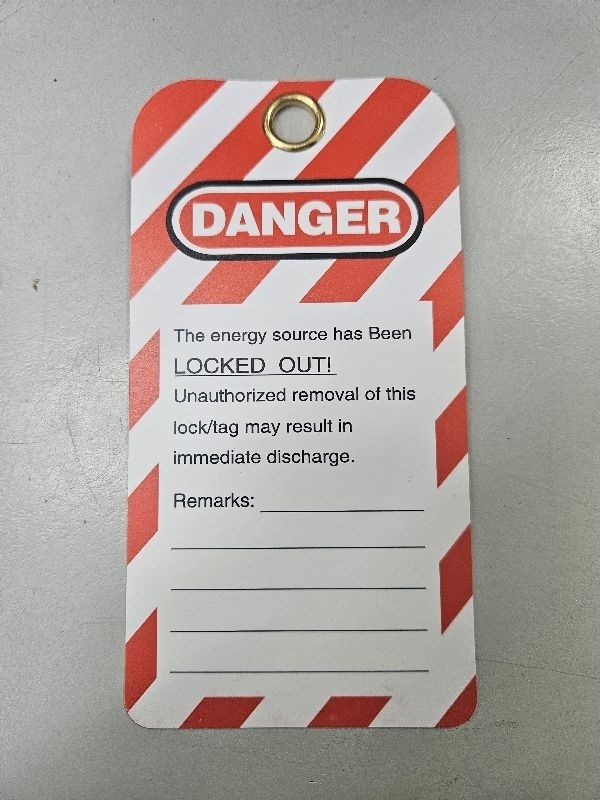 DANGER
The energy source has Been
LOCKED OUT!
Unauthorized removal of this
lock/tag may result in
immediate discharge.
Remarks: